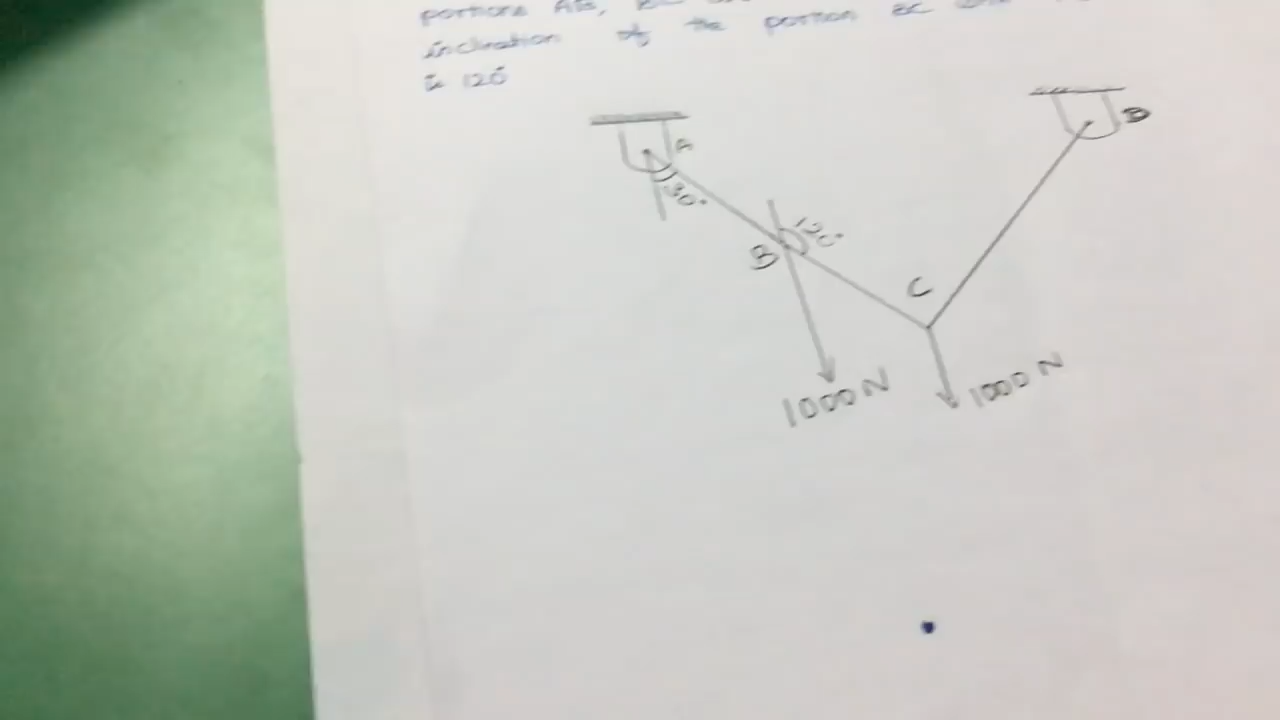 portions AB,
inclination of the portion BC
is 120
A
D
30°
120°
B
C
1000 N
1000 N